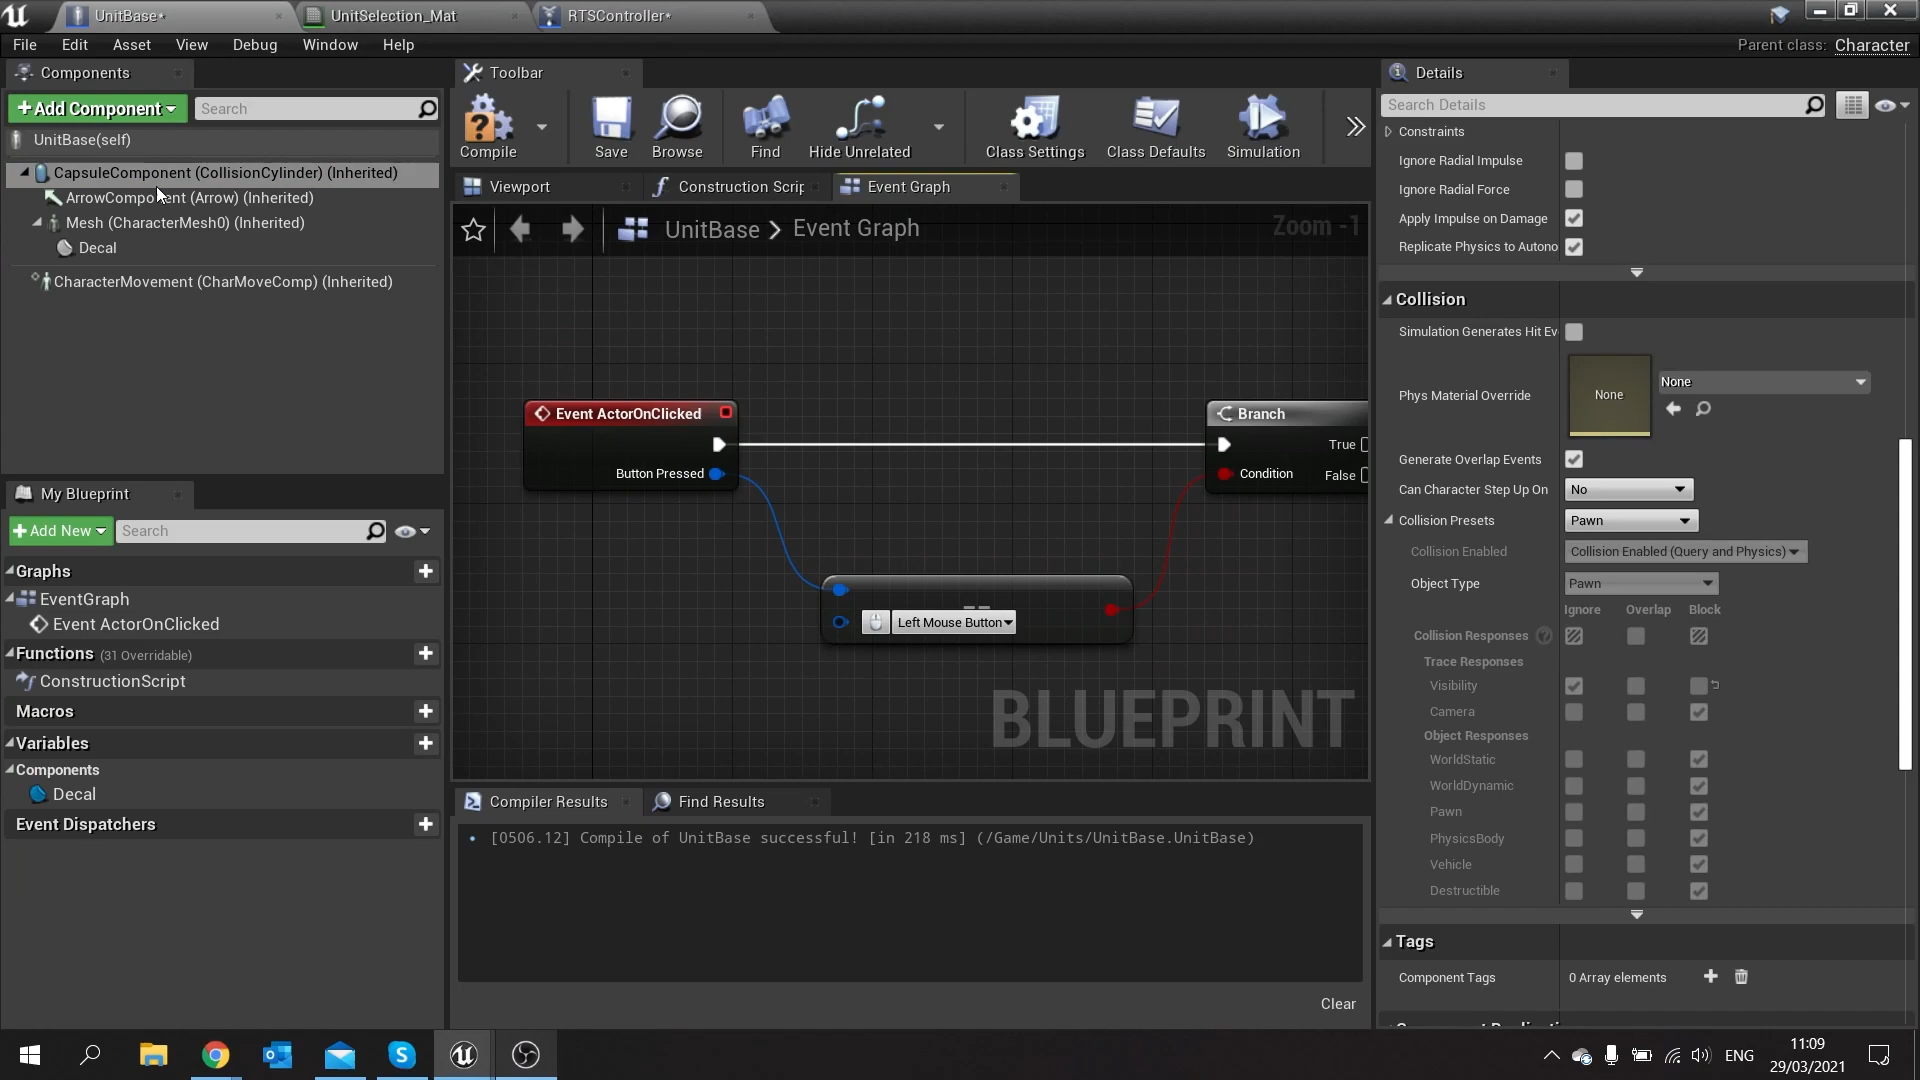 UnitBase*
UnitSelection_Mat
RTSController*
File Edit Asset View Debug Window Help
Parent class: Character
Components
+Add Component
Search
UnitBase(self)
CapsuleComponent (CollisionCylinder) (Inherited)
ArrowComponent (Arrow) (Inherited)
Mesh (CharacterMesh0) (Inherited)
Decal
CharacterMovement (CharMoveComp) (Inherited)
My Blueprint
+Add New
Search
Graphs
EventGraph
Event ActorOnClicked
Functions (31 Overridable)
ConstructionScript
Macros
Variables
Components
Decal
Event Dispatchers
Toolbar
Compile Save Browse Find Hide Unrelated Class Settings Class Defaults Simulation
Viewport
Construction Scrip
Event Graph
UnitBase > Event Graph
Zoom -1
Event ActorOnClicked
Button Pressed
Branch
True
Condition False
==
Left Mouse Button
BLUEPRINT
Compiler Results
Find Results
• [0506.12] Compile of UnitBase successful! [in 218 ms] (/Game/Units/UnitBase.UnitBase)
Clear
Details
Search Details
Constraints
Ignore Radial Impulse
Ignore Radial Force
Apply Impulse on Damage
Replicate Physics to Autono
Collision
Simulation Generates Hit Ev
Phys Material Override None None
Generate Overlap Events
Can Character Step Up On No
Collision Presets Pawn
Collision Enabled Collision Enabled (Query and Physics)
Object Type Pawn
Ignore Overlap Block
Collision Responses
Trace Responses
Visibility
Camera
Object Responses
WorldStatic
WorldDynamic
Pawn
PhysicsBody
Vehicle
Destructible
Tags
Component Tags 0 Array elements
ENG
11:09
29/03/2021